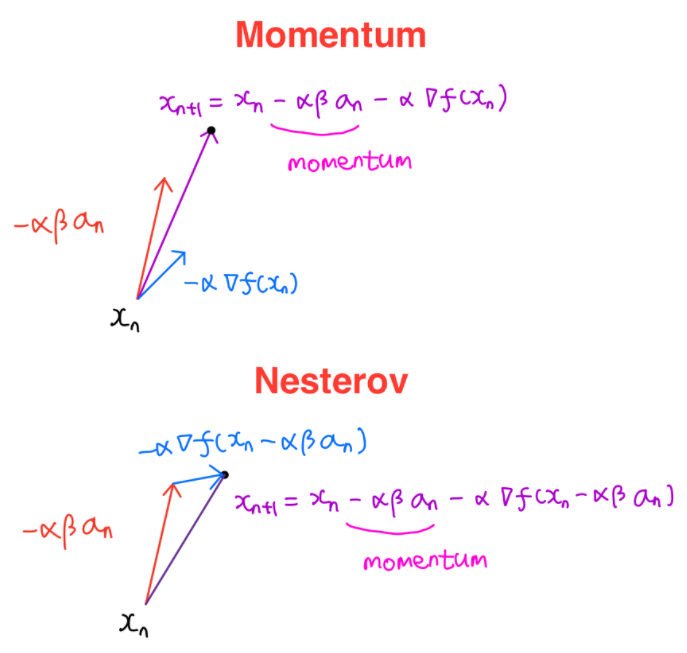 Momentum
xₙ₊₁ = xₙ − αβ aₙ − α ∇f(xₙ)
momentum
−αβ aₙ
−α ∇f(xₙ)
xₙ
Nesterov
−α ∇f(xₙ − αβ aₙ)
xₙ₊₁ = xₙ − αβ aₙ − α ∇f(xₙ − αβ aₙ)
−αβ aₙ
momentum
xₙ